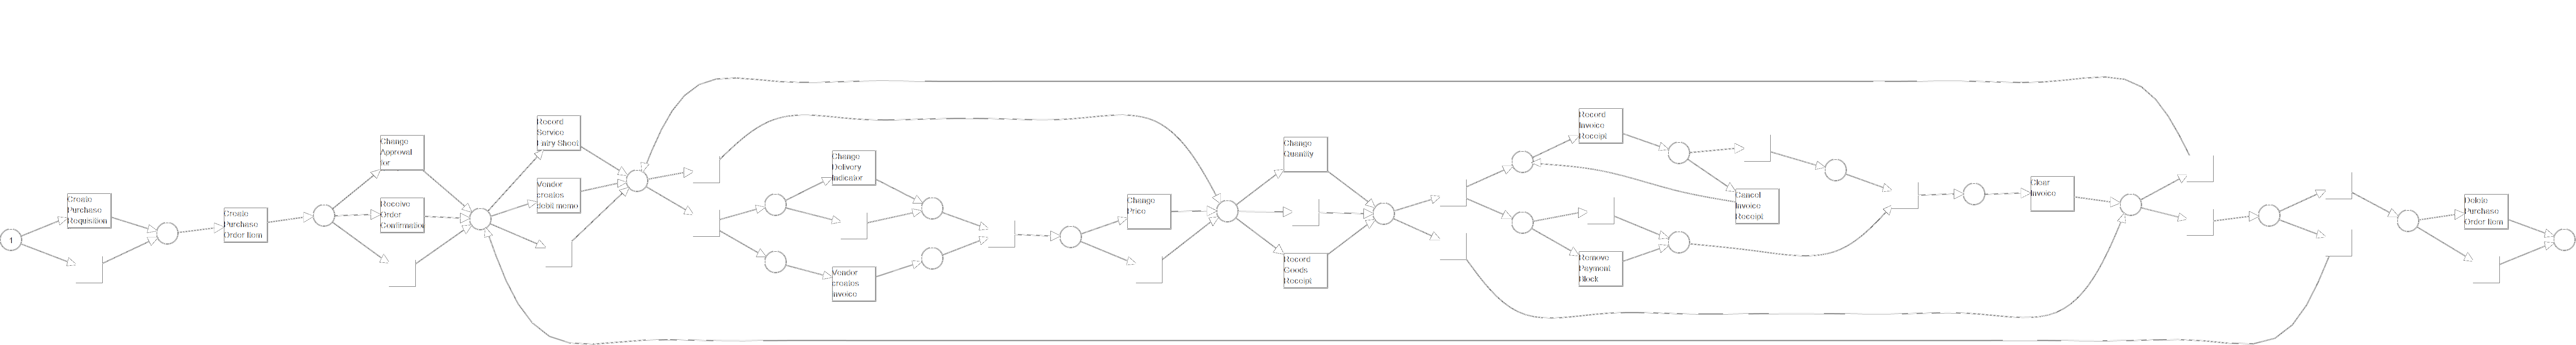 1
Create
Purchase
Requisition
Create
Purchase
Order Item
Change
Approval
for
Receive
Order
Confirmation
Record
Service
Entry Sheet
Vendor
creates
debit memo
Change
Delivery
Indicator
Vendor
creates
invoice
Change
Price
Change
Quantity
Record
Goods
Receipt
Record
Invoice
Receipt
Cancel
Invoice
Receipt
Remove
Payment
Block
Clear
Invoice
Delete
Purchase
Order Item